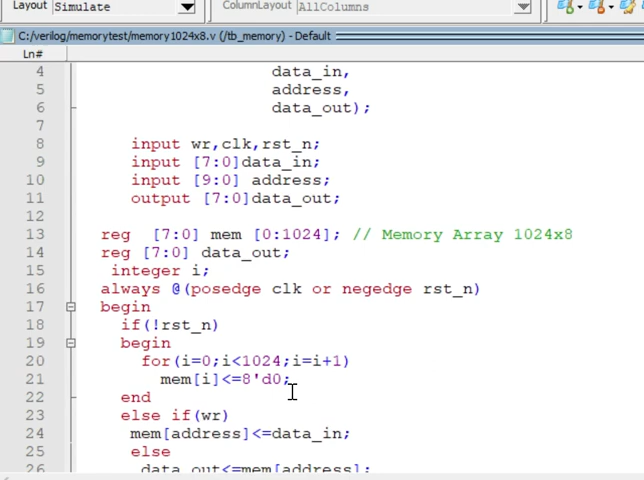 Layout Simulate ColumnLayout AllColumns
C:/verilog/memorytest/memory1024x8.v (/tb_memory) - Default
Ln#
4 data_in,
5 address,
6 data_out);
7
8 input wr,clk,rst_n;
9 input [7:0]data_in;
10 input [9:0] address;
11 output [7:0]data_out;
12
13 reg [7:0] mem [0:1024]; // Memory Array 1024x8
14 reg [7:0] data_out;
15 integer i;
16 always @(posedge clk or negedge rst_n)
17 begin
18 if(!rst_n)
19 begin
20 for(i=0;i<1024;i=i+1)
21 mem[i]<=8'd0;
22 end
23 else if(wr)
24 mem[address]<=data_in;
25 else
26 data_out<=mem[address];